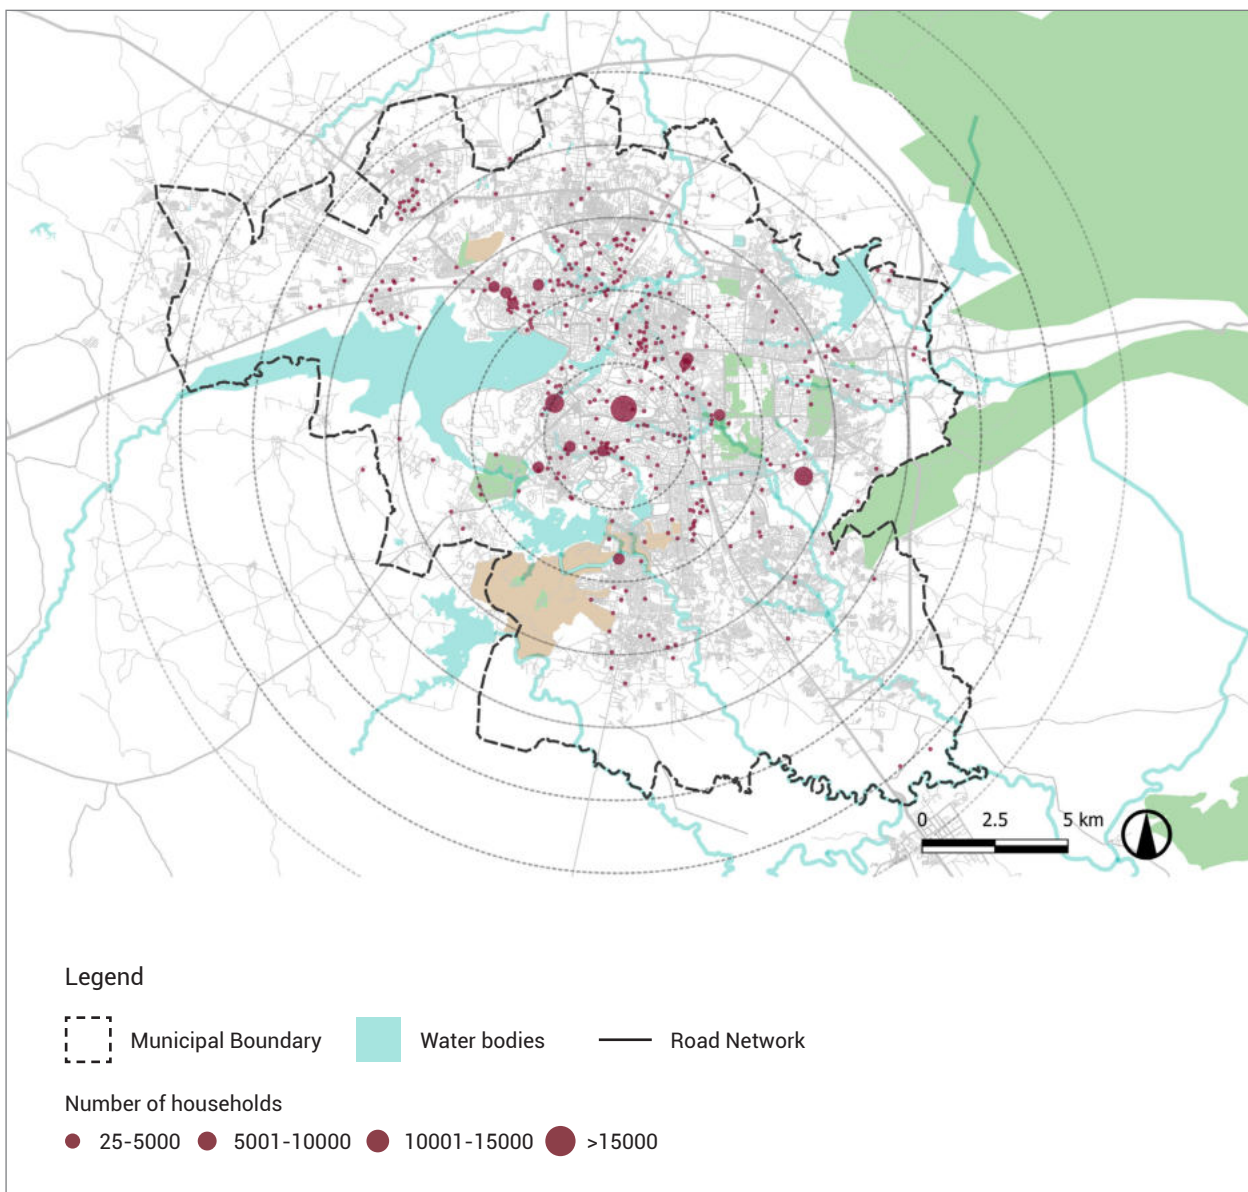 0 2.5 5 km
Legend
Municipal Boundary Water bodies Road Network
Number of households
25-5000 5001-10000 10001-15000 >15000